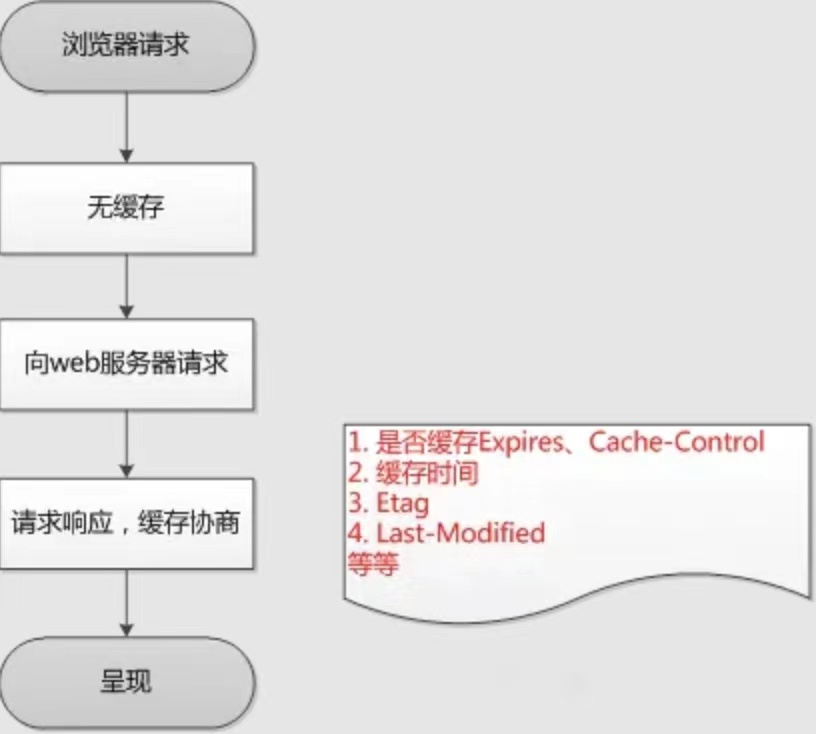 浏览器请求
无缓存
向web服务器请求
请求响应，缓存协商
呈现
1. 是否缓存Expires、Cache-Control
2. 缓存时间
3. Etag
4. Last-Modified
等等